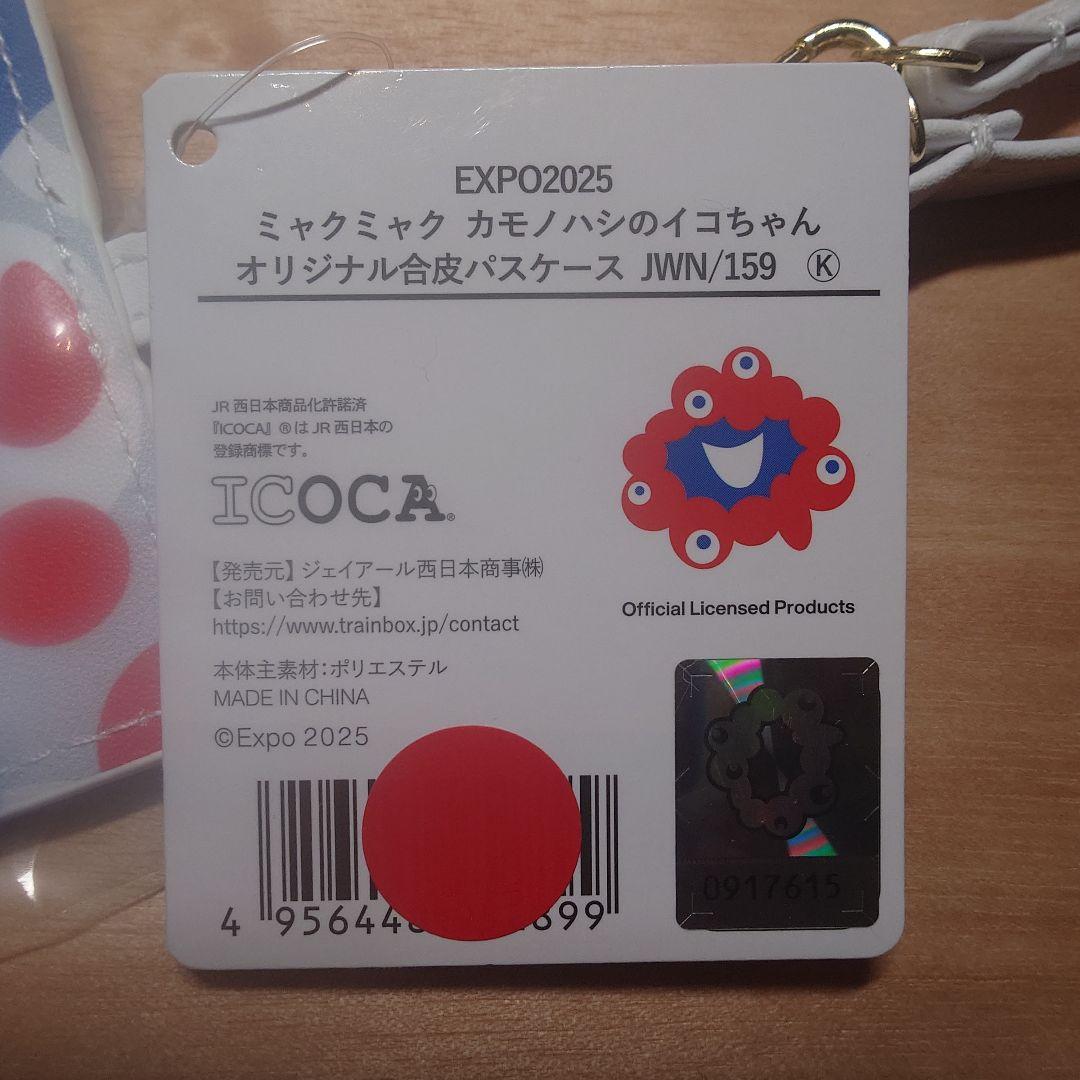 EXPO2025
ミャクミャク カモノハシのイコちゃん
オリジナル合皮パスケース JWN/159 Ⓚ
JR 西日本商品化許諾済
『ICOCA』®は JR 西日本の
登録商標です。
ICOCA®
【発売元】ジェイアール西日本商事㈱
【お問い合わせ先】
https://www.trainbox.jp/contact
本体主素材:ポリエステル
MADE IN CHINA
©Expo 2025
Official Licensed Products
0917615
4 956448 899